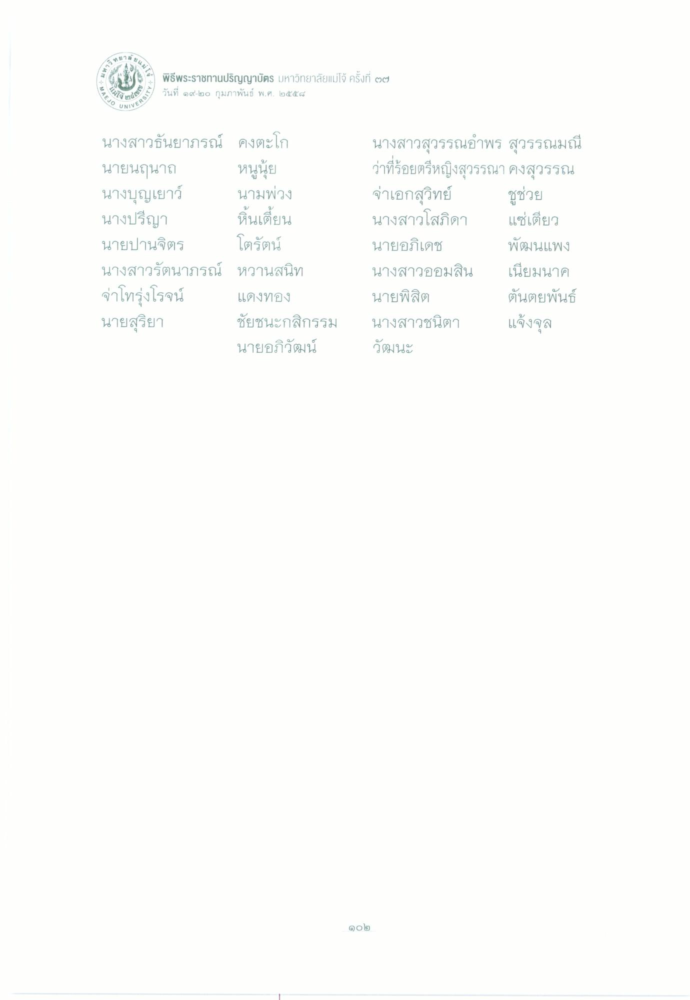 มหาวิทยาลัยแม่โจ้
แม่โจ้ ๒๔๗๗
MAEJO UNIVERSITY
พิธีพระราชทานปริญญาบัตร มหาวิทยาลัยแม่โจ้ ครั้งที่ ๓๗
วันที่ ๑๙-๒๐ กุมภาพันธ์ พ.ศ. ๒๕๕๘
นางสาวธันยาภรณ์ คงตะโก นางสาวสุวรรณอำพร สุวรรณมณี
นายนฤนาถ หนูนุ้ย ว่าที่ร้อยตรีหญิงสุวรรณา คงสุวรรณ
นางบุญเยาว์ นามพ่วง จ่าเอกสุวิทย์ ชูช่วย
นางปรีญา หิ้นเตี้ยน นางสาวโสภิดา แซ่เตียว
นายปานจิตร โตรัตน์ นายอภิเดช พัฒนแพง
นางสาวรัตนาภรณ์ หวานสนิท นางสาวออมสิน เนียมนาค
จ่าโทรุ่งโรจน์ แดงทอง นายพิสิต ตันตยพันธ์
นายสุริยา ชัยชนะกสิกรรม นางสาวชนิตา แจ้งจุล
นายอภิวัฒน์ วัฒนะ
๑๐๒